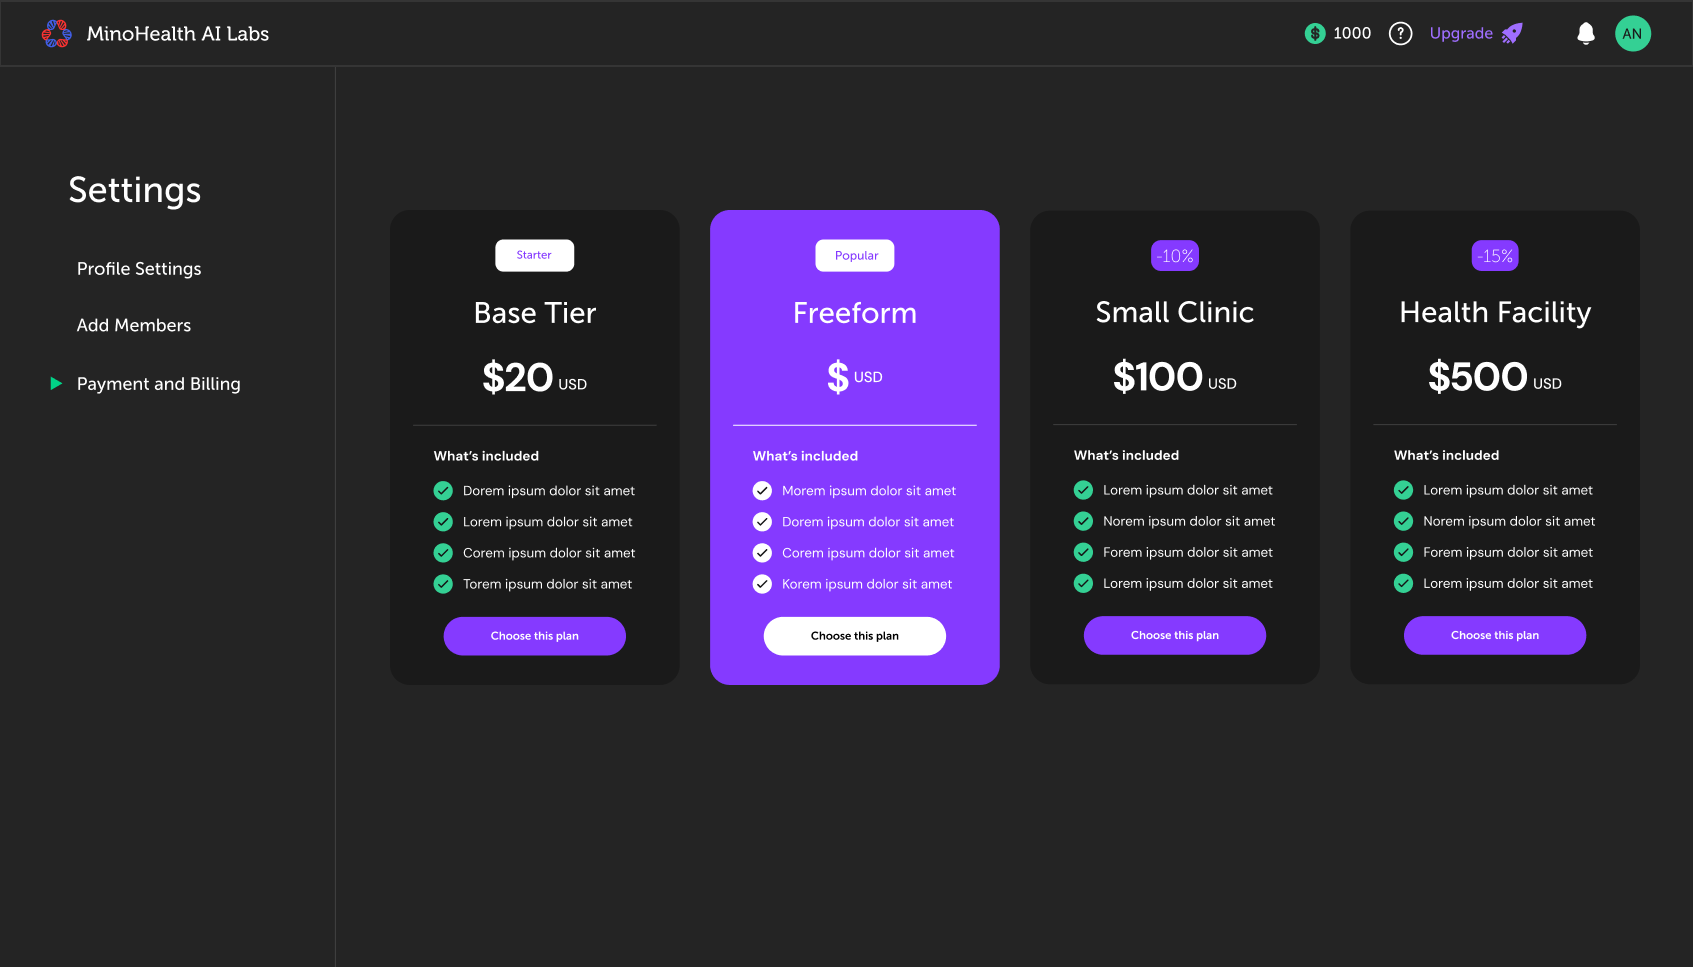 MinoHealth AI Labs
$ 1000 ? Upgrade AN
Settings
Profile Settings
Add Members
Payment and Billing
Starter
Base Tier
$20 USD
What's included
Dorem ipsum dolor sit amet
Lorem ipsum dolor sit amet
Corem ipsum dolor sit amet
Torem ipsum dolor sit amet
Choose this plan
Popular
Freeform
$ USD
What's included
Morem ipsum dolor sit amet
Dorem ipsum dolor sit amet
Corem ipsum dolor sit amet
Korem ipsum dolor sit amet
Choose this plan
-10%
Small Clinic
$100 USD
What's included
Lorem ipsum dolor sit amet
Norem ipsum dolor sit amet
Forem ipsum dolor sit amet
Lorem ipsum dolor sit amet
Choose this plan
-15%
Health Facility
$500 USD
What's included
Lorem ipsum dolor sit amet
Norem ipsum dolor sit amet
Forem ipsum dolor sit amet
Lorem ipsum dolor sit amet
Choose this plan